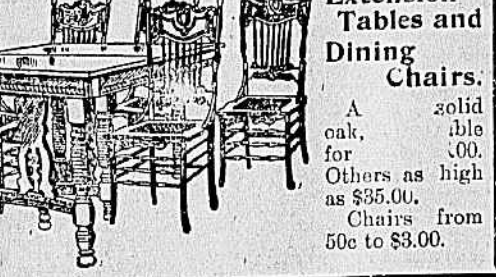 Extension
Tables and
Dining
Chairs.
A solid
oak,
for
Others as high
as $35.00.
Chairs from
50c to $3.00.